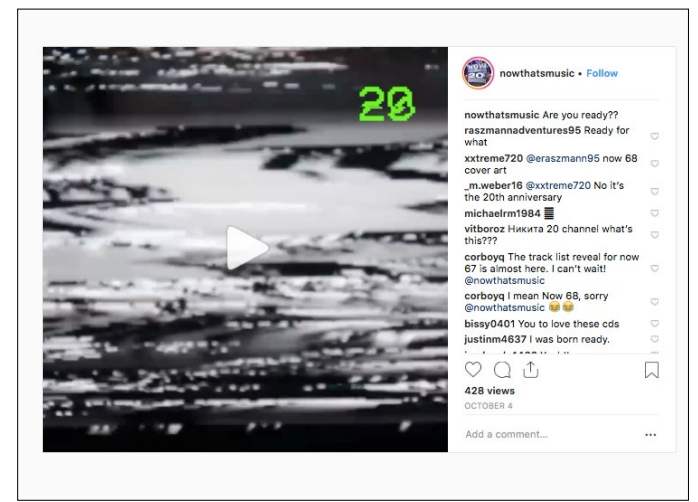 20
NOW
20
nowthatsmusic • Follow
nowthatsmusic Are you ready??
raszmannadventures95 Ready for
what
xxtreme720 @eraszmann95 now 68
cover art
_m.weber16 @xxtreme720 No it's
the 20th anniversary
michaelrm1984
vitboroz Никита 20 channel what's
this???
corboyq The track list reveal for now
67 is almost here. I can't wait!
@nowthatsmusic
corboyq I mean Now 68, sorry
@nowthatsmusic 😂😂
bissy0401 You to love these cds
justinm4637 I was born ready.
428 views
OCTOBER 4
Add a comment...